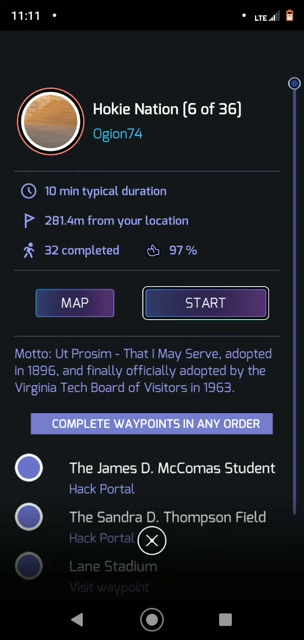 11:11
LTE
Hokie Nation [6 of 36]
Ogion74
10 min typical duration
281.4m from your location
32 completed 97 %
MAP START
Motto: Ut Prosim - That I May Serve, adopted
in 1896, and finally officially adopted by the
Virginia Tech Board of Visitors in 1963.
COMPLETE WAYPOINTS IN ANY ORDER
The James D. McComas Student
Hack Portal
The Sandra D. Thompson Field
Hack Portal
Lane Stadium
Visit waypoint